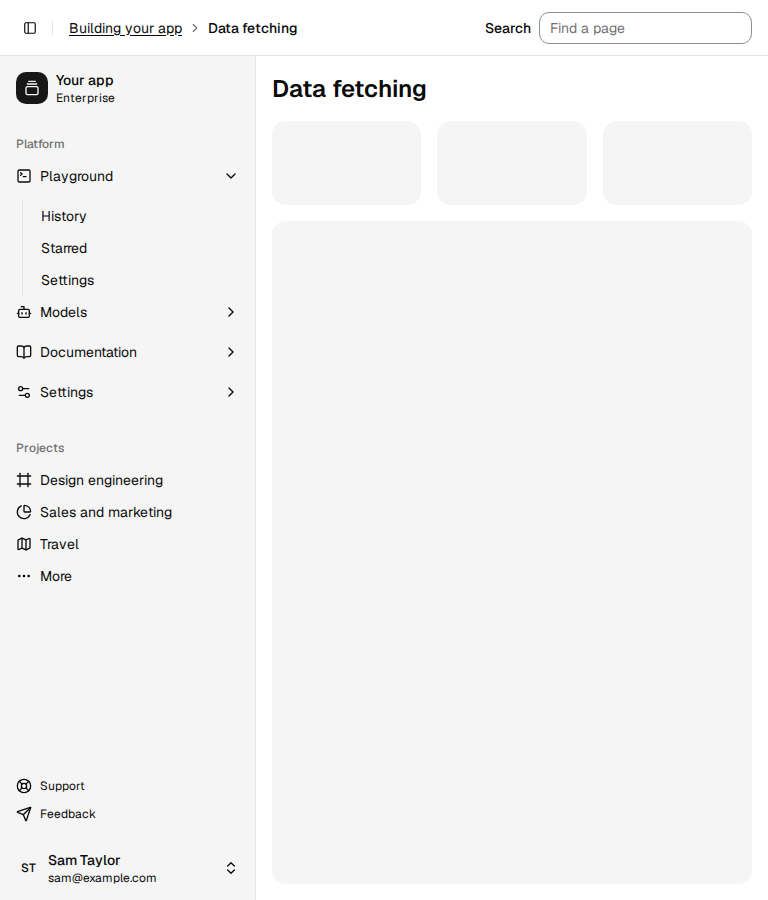 Building your app
Data fetching
Search
Find a page
Your app
Enterprise
Platform
Playground
History
Starred
Settings
Models
Documentation
Settings
Projects
Design engineering
Sales and marketing
Travel
More
Support
Feedback
ST
Sam Taylor
sam@example.com
Data fetching